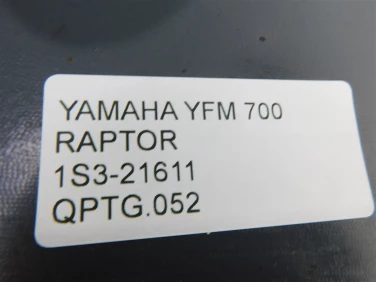 YAMAHA YFM 700
RAPTOR
1S3-21611
QPTG.052